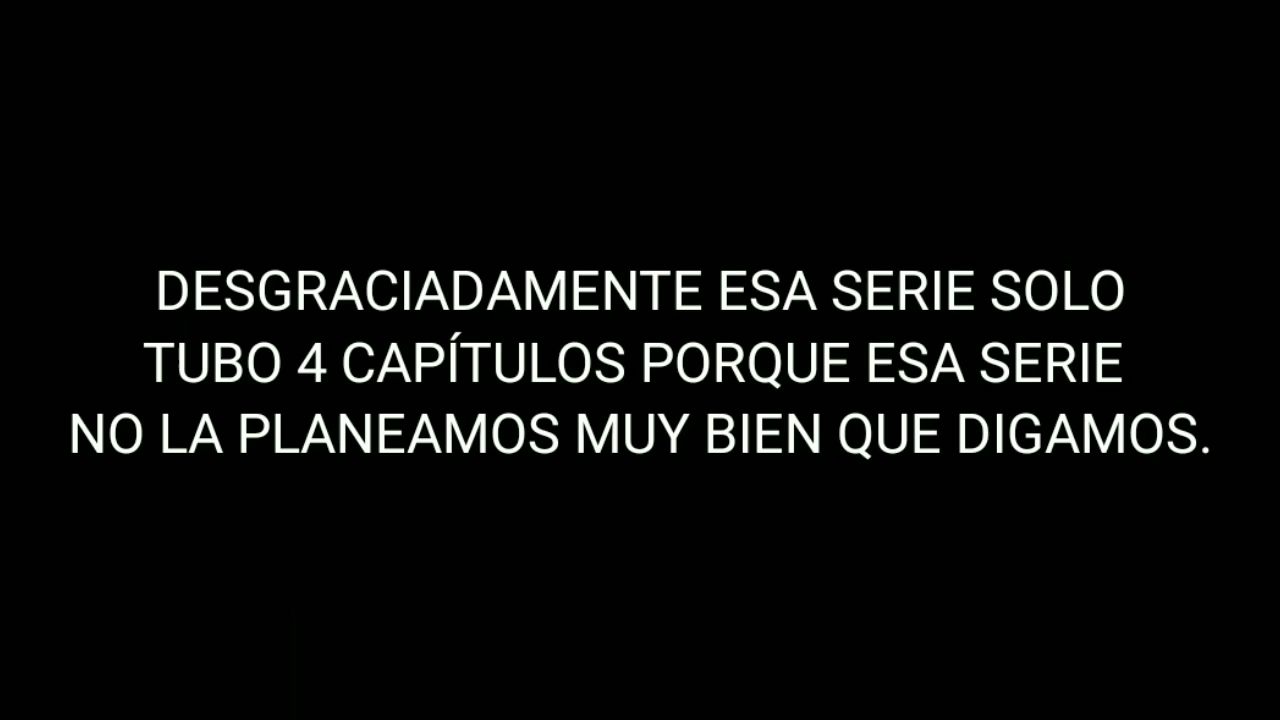 DESGRACIADAMENTE ESA SERIE SOLO
TUBO 4 CAPÍTULOS PORQUE ESA SERIE
NO LA PLANEAMOS MUY BIEN QUE DIGAMOS.